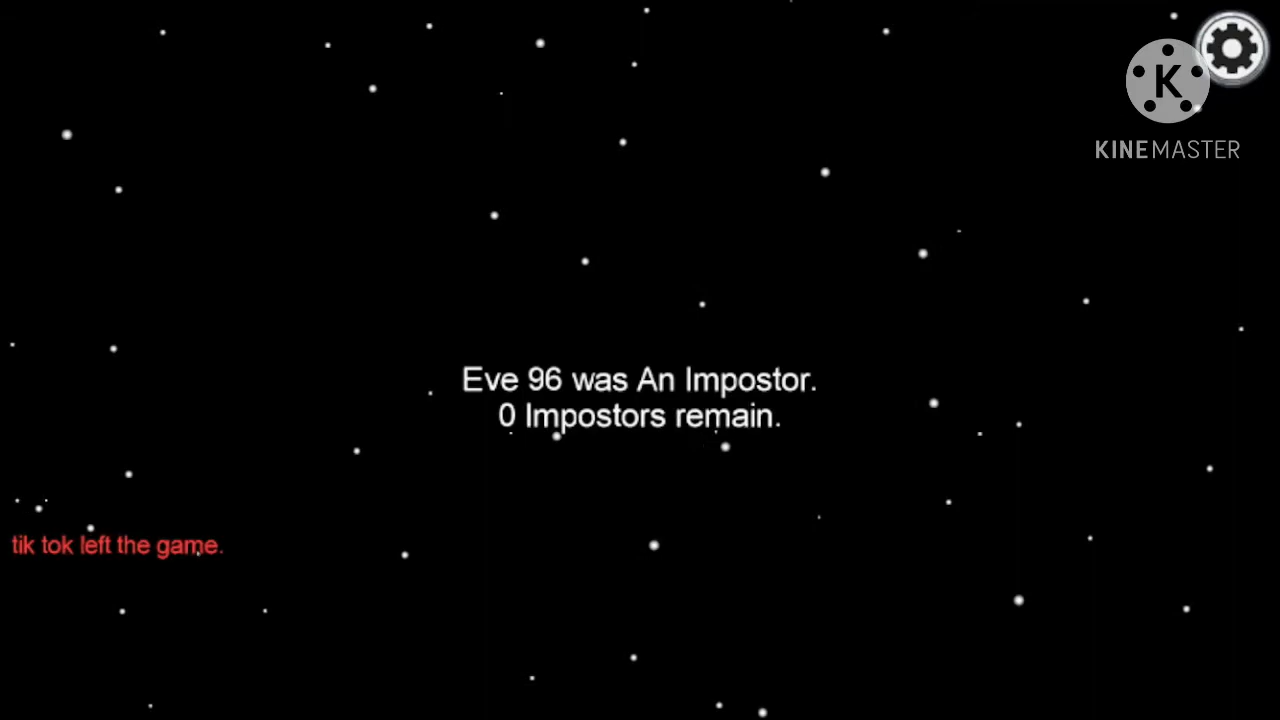 K
KINEMASTER
Eve 96 was An Impostor.
0 Impostors remain.
tik tok left the game.